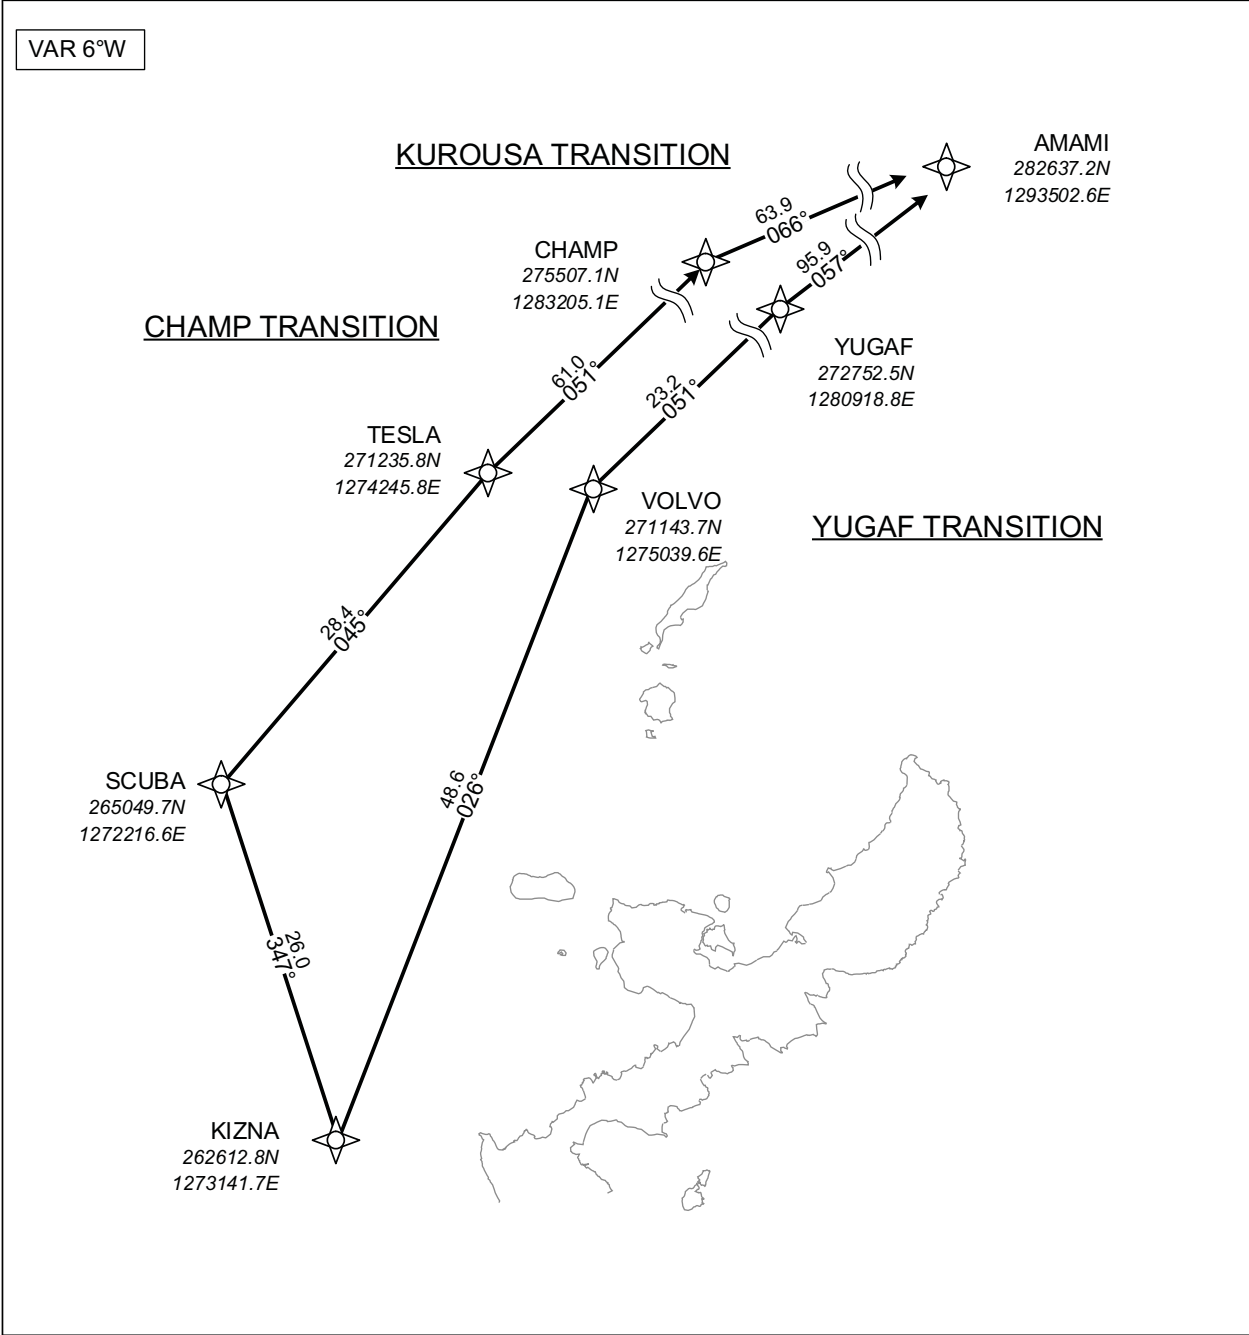 VAR 6°W
KUROUSA TRANSITION
AMAMI
282637.2N
1293502.6E
63.9
066°
CHAMP
275507.1N
1283205.1E
95.9
057°
CHAMP TRANSITION
YUGAF
272752.5N
1280918.8E
61.0
051°
23.2
051°
TESLA
271235.8N
1274245.8E
VOLVO
271143.7N
1275039.6E
YUGAF TRANSITION
28.4
045°
SCUBA
265049.7N
1272216.6E
48.6
026°
26.0
347°
KIZNA
262612.8N
1273141.7E